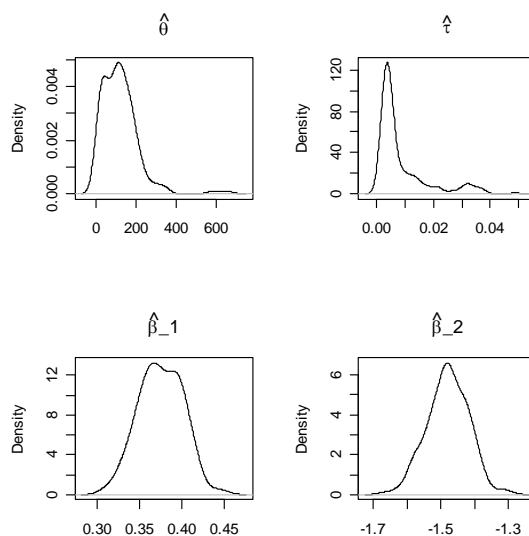 θ̂
Density
0.000 0.002 0.004
0 200 400 600
τ̂
Density
0 40 80 120
0.00 0.02 0.04
β̂_1
Density
0 4 8 12
0.30 0.35 0.40 0.45
β̂_2
Density
0 2 4 6
-1.7 -1.5 -1.3